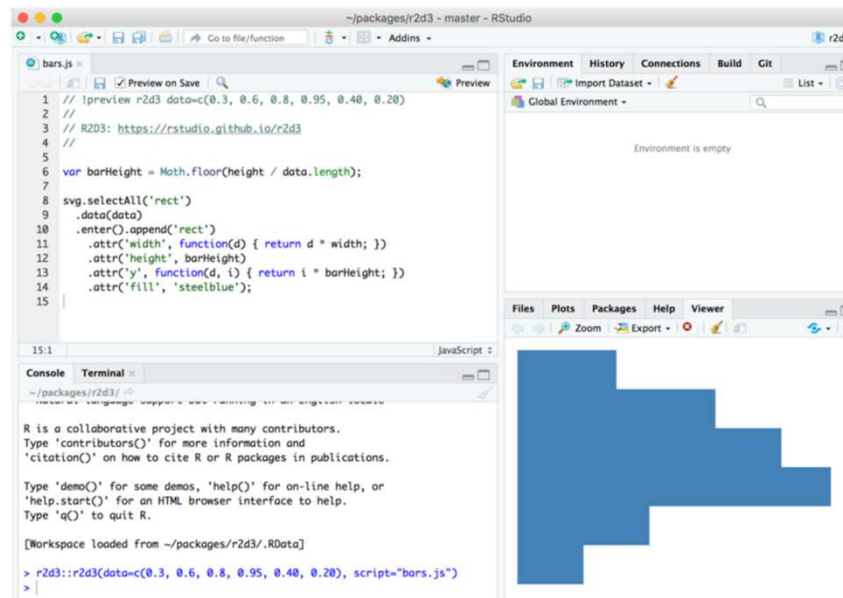 ~/packages/r2d3 - master - RStudio
Go to file/function
Addins
bars.js
Preview on Save
Preview
1 // !preview r2d3 data=c(0.3, 0.6, 0.8, 0.95, 0.40, 0.20)
2 //
3 // R2D3: https://rstudio.github.io/r2d3
4 //
5
6 var barHeight = Math.floor(height / data.length);
7
8 svg.selectAll('rect')
9 .data(data)
10 .enter().append('rect')
11 .attr('width', function(d) { return d * width; })
12 .attr('height', barHeight)
13 .attr('y', function(d, i) { return i * barHeight; })
14 .attr('fill', 'steelblue');
15
15:1 JavaScript
Console Terminal
~/packages/r2d3/
R is a collaborative project with many contributors.
Type 'contributors()' for more information and
'citation()' on how to cite R or R packages in publications.
Type 'demo()' for some demos, 'help()' for on-line help, or
'help.start()' for an HTML browser interface to help.
Type 'q()' to quit R.
[Workspace loaded from ~/packages/r2d3/.RData]
> r2d3::r2d3(data=c(0.3, 0.6, 0.8, 0.95, 0.40, 0.20), script="bars.js")
>
Environment History Connections Build Git
Import Dataset List
Global Environment
Environment is empty
Files Plots Packages Help Viewer
Zoom Export